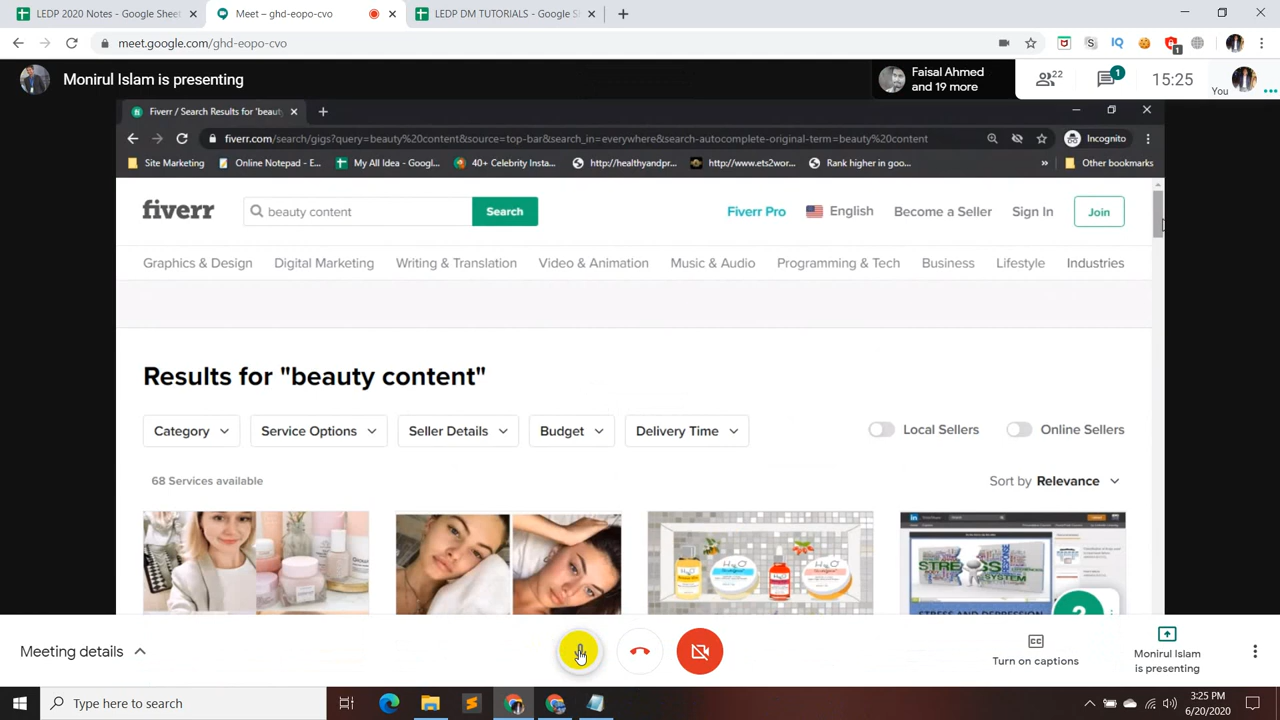 LEDP 2020 Notes - Google Sheet
Meet – ghd-eopo-cvo
LEDP DM TUTORIALS - Google S
meet.google.com/ghd-eopo-cvo
Monirul Islam is presenting
Faisal Ahmed
and 19 more
22
1
15:25
You
Fiverr / Search Results for 'beauty
fiverr.com/search/gigs?query=beauty%20content&source=top-bar&search_in=everywhere&search-autocomplete-original-term=beauty%20content
Incognito
Site Marketing
Online Notepad - E...
My All Idea - Googl...
40+ Celebrity Insta...
http://healthyandpr...
http://www.ets2wor...
Rank higher in goo...
Other bookmarks
fiverr
beauty content
Search
Fiverr Pro
English
Become a Seller
Sign In
Join
Graphics & Design
Digital Marketing
Writing & Translation
Video & Animation
Music & Audio
Programming & Tech
Business
Lifestyle
Industries
Results for "beauty content"
Category
Service Options
Seller Details
Budget
Delivery Time
Local Sellers
Online Sellers
68 Services available
Sort by Relevance
STRESS
SYSTEM
STRESS AND DEPRESSION
?
Meeting details
Turn on captions
Monirul Islam
is presenting
Type here to search
3:25 PM
6/20/2020